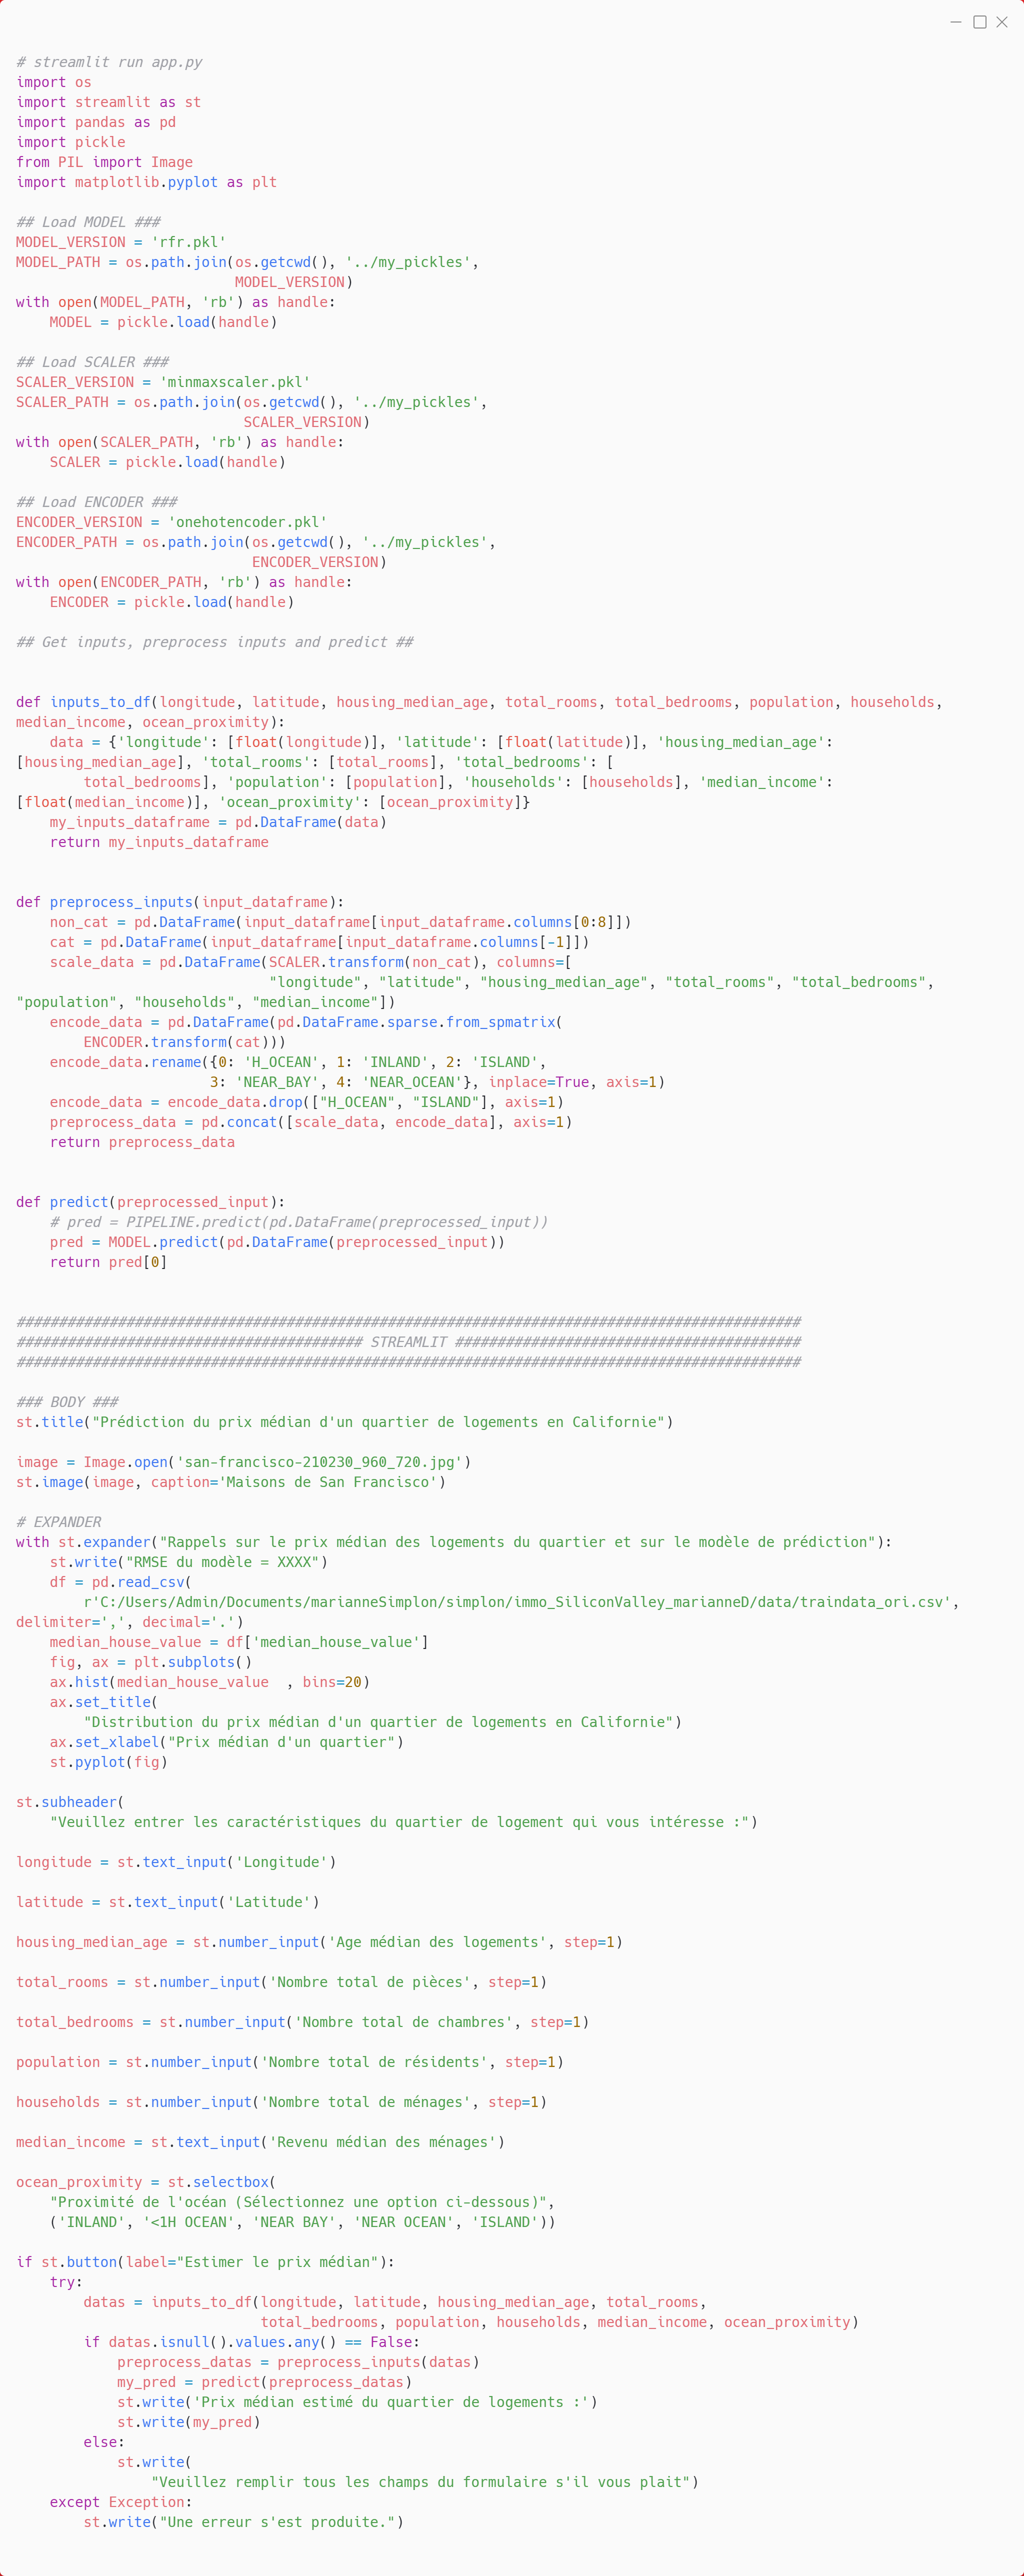 # streamlit run app.py
import os
import streamlit as st
import pandas as pd
import pickle
from PIL import Image
import matplotlib.pyplot as plt

## Load MODEL ###
MODEL_VERSION = 'rfr.pkl'
MODEL_PATH = os.path.join(os.getcwd(), '../my_pickles',
                          MODEL_VERSION)
with open(MODEL_PATH, 'rb') as handle:
    MODEL = pickle.load(handle)

## Load SCALER ###
SCALER_VERSION = 'minmaxscaler.pkl'
SCALER_PATH = os.path.join(os.getcwd(), '../my_pickles',
                           SCALER_VERSION)
with open(SCALER_PATH, 'rb') as handle:
    SCALER = pickle.load(handle)

## Load ENCODER ###
ENCODER_VERSION = 'onehotencoder.pkl'
ENCODER_PATH = os.path.join(os.getcwd(), '../my_pickles',
                            ENCODER_VERSION)
with open(ENCODER_PATH, 'rb') as handle:
    ENCODER = pickle.load(handle)

## Get inputs, preprocess inputs and predict ##


def inputs_to_df(longitude, latitude, housing_median_age, total_rooms, total_bedrooms, population, households,
median_income, ocean_proximity):
    data = {'longitude': [float(longitude)], 'latitude': [float(latitude)], 'housing_median_age':
[housing_median_age], 'total_rooms': [total_rooms], 'total_bedrooms': [
        total_bedrooms], 'population': [population], 'households': [households], 'median_income':
[float(median_income)], 'ocean_proximity': [ocean_proximity]}
    my_inputs_dataframe = pd.DataFrame(data)
    return my_inputs_dataframe


def preprocess_inputs(input_dataframe):
    non_cat = pd.DataFrame(input_dataframe[input_dataframe.columns[0:8]])
    cat = pd.DataFrame(input_dataframe[input_dataframe.columns[-1]])
    scale_data = pd.DataFrame(SCALER.transform(non_cat), columns=[
                              "longitude", "latitude", "housing_median_age", "total_rooms", "total_bedrooms",
"population", "households", "median_income"])
    encode_data = pd.DataFrame(pd.DataFrame.sparse.from_spmatrix(
        ENCODER.transform(cat)))
    encode_data.rename({0: 'H_OCEAN', 1: 'INLAND', 2: 'ISLAND',
                       3: 'NEAR_BAY', 4: 'NEAR_OCEAN'}, inplace=True, axis=1)
    encode_data = encode_data.drop(["H_OCEAN", "ISLAND"], axis=1)
    preprocess_data = pd.concat([scale_data, encode_data], axis=1)
    return preprocess_data


def predict(preprocessed_input):
    # pred = PIPELINE.predict(pd.DataFrame(preprocessed_input))
    pred = MODEL.predict(pd.DataFrame(preprocessed_input))
    return pred[0]


#############################################################################################
######################################### STREAMLIT #########################################
#############################################################################################

### BODY ###
st.title("Prédiction du prix médian d'un quartier de logements en Californie")

image = Image.open('san-francisco-210230_960_720.jpg')
st.image(image, caption='Maisons de San Francisco')

# EXPANDER
with st.expander("Rappels sur le prix médian des logements du quartier et sur le modèle de prédiction"):
    st.write("RMSE du modèle = XXXX")
    df = pd.read_csv(
        r'C:/Users/Admin/Documents/marianneSimplon/simplon/immo_SiliconValley_marianneD/data/traindata_ori.csv',
delimiter=',', decimal='.')
    median_house_value = df['median_house_value']
    fig, ax = plt.subplots()
    ax.hist(median_house_value  , bins=20)
    ax.set_title(
        "Distribution du prix médian d'un quartier de logements en Californie")
    ax.set_xlabel("Prix médian d'un quartier")
    st.pyplot(fig)

st.subheader(
    "Veuillez entrer les caractéristiques du quartier de logement qui vous intéresse :")

longitude = st.text_input('Longitude')

latitude = st.text_input('Latitude')

housing_median_age = st.number_input('Age médian des logements', step=1)

total_rooms = st.number_input('Nombre total de pièces', step=1)

total_bedrooms = st.number_input('Nombre total de chambres', step=1)

population = st.number_input('Nombre total de résidents', step=1)

households = st.number_input('Nombre total de ménages', step=1)

median_income = st.text_input('Revenu médian des ménages')

ocean_proximity = st.selectbox(
    "Proximité de l'océan (Sélectionnez une option ci-dessous)",
    ('INLAND', '<1H OCEAN', 'NEAR BAY', 'NEAR OCEAN', 'ISLAND'))

if st.button(label="Estimer le prix médian"):
    try:
        datas = inputs_to_df(longitude, latitude, housing_median_age, total_rooms,
                             total_bedrooms, population, households, median_income, ocean_proximity)
        if datas.isnull().values.any() == False:
            preprocess_datas = preprocess_inputs(datas)
            my_pred = predict(preprocess_datas)
            st.write('Prix médian estimé du quartier de logements :')
            st.write(my_pred)
        else:
            st.write(
                "Veuillez remplir tous les champs du formulaire s'il vous plait")
    except Exception:
        st.write("Une erreur s'est produite.")